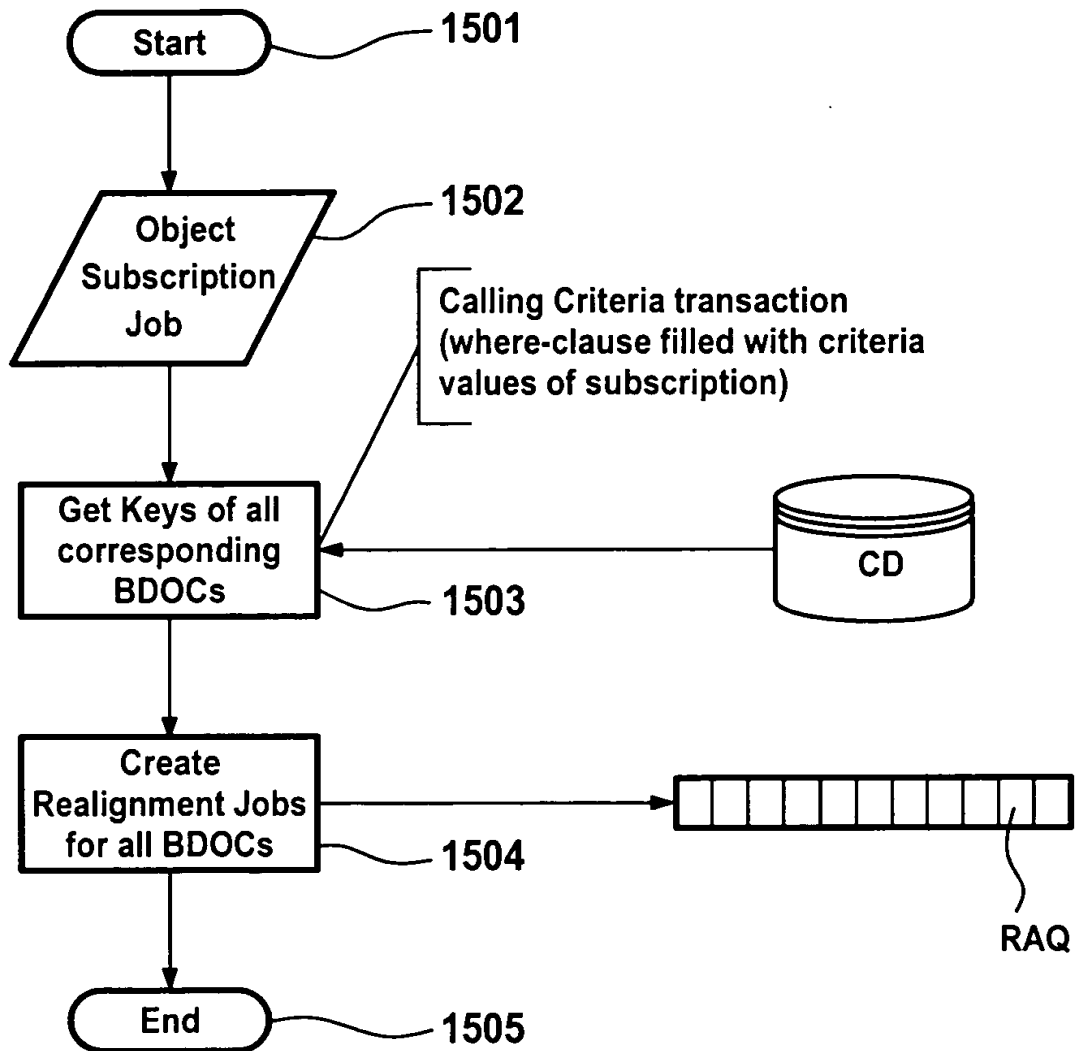 Start
1501
Object
Subscription
Job
1502
Calling Criteria transaction
(where-clause filled with criteria
values of subscription)
Get Keys of all
corresponding
BDOCs
1503
CD
Create
Realignment Jobs
for all BDOCs
1504
RAQ
End
1505